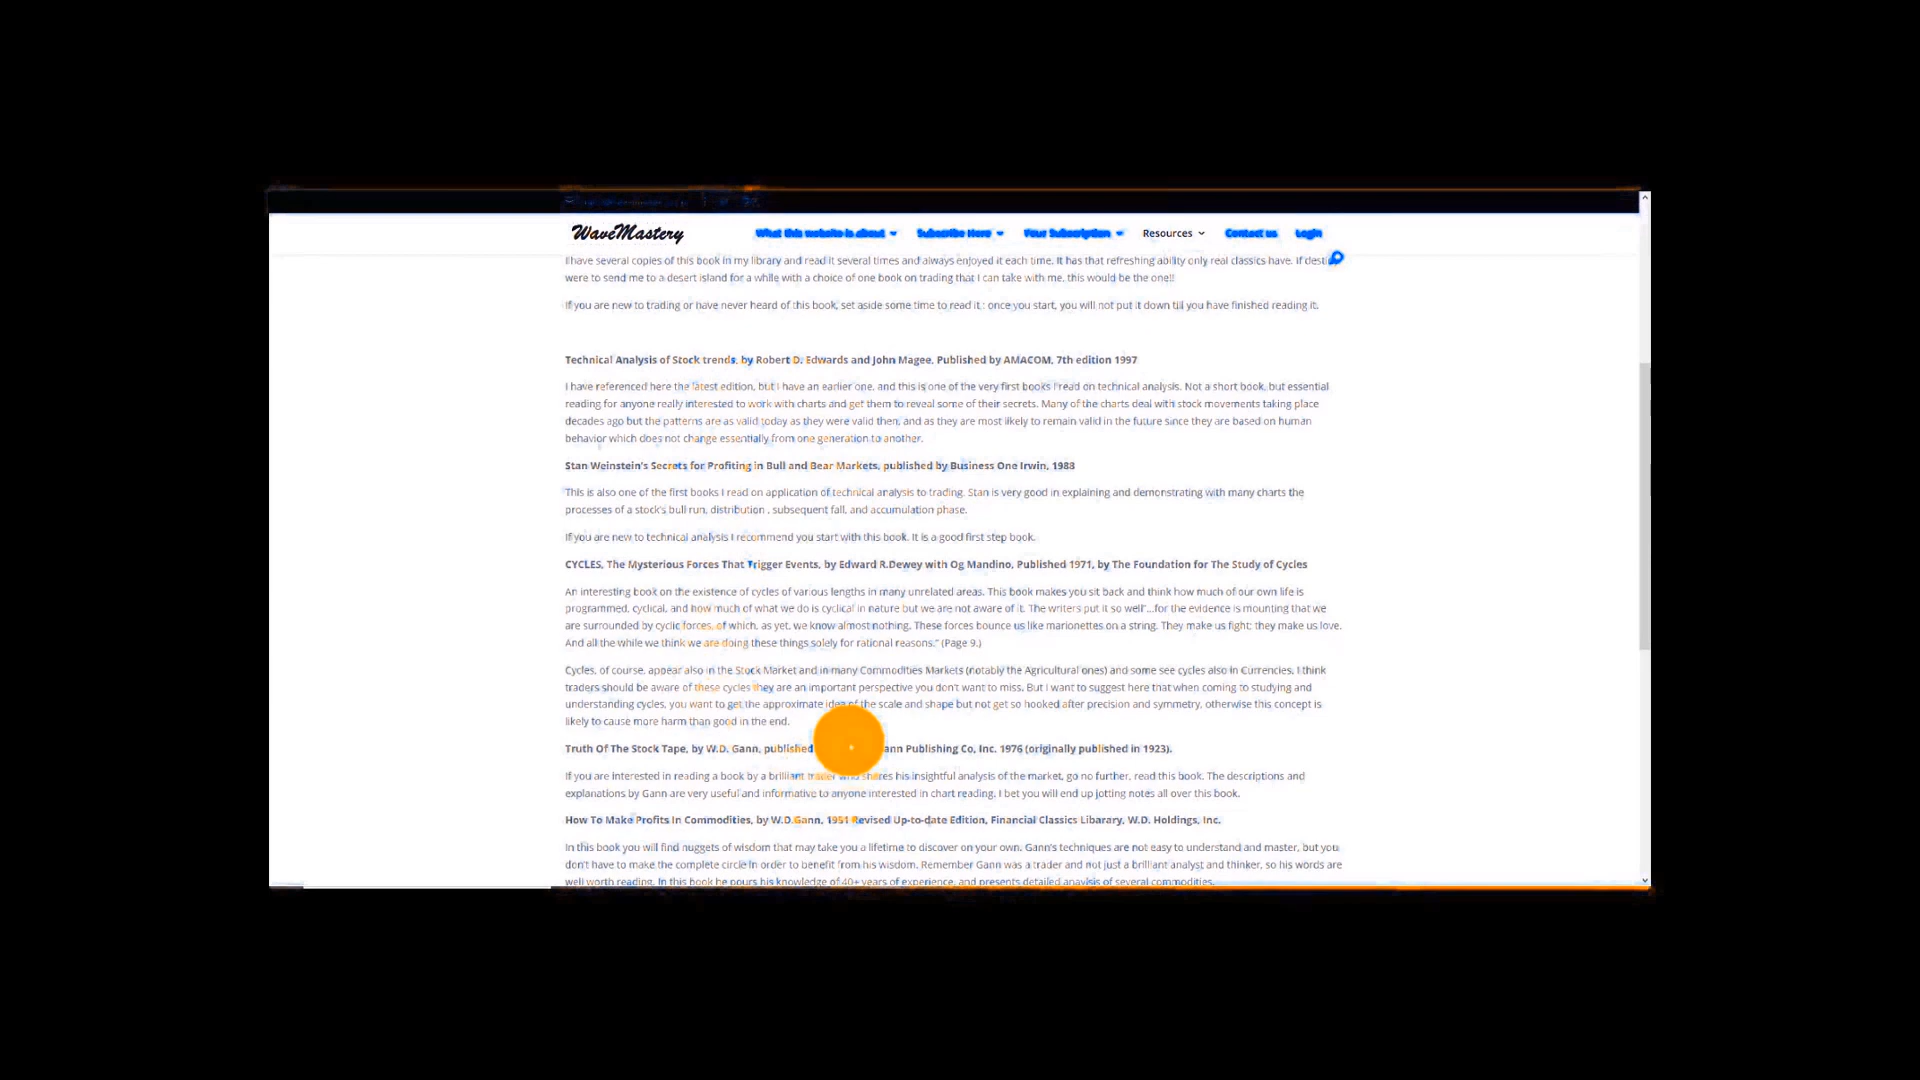 WaveMastery What this website is about Subscribe Here Your Subscription Resources Contact us Login
I have several copies of this book in my library and read it several times and always enjoyed it each time. It has that refreshing ability only real classics have. If destiny
were to send me to a desert island for a while with a choice of one book on trading that I can take with me, this would be the one!!
If you are new to trading or have never heard of this book, set aside some time to read it : once you start, you will not put it down till you have finished reading it.
Technical Analysis of Stock trends, by Robert D. Edwards and John Magee, Published by AMACOM, 7th edition 1997
I have referenced here the latest edition, but I have an earlier one, and this is one of the very first books I read on technical analysis. Not a short book, but essential
reading for anyone really interested to work with charts and get them to reveal some of their secrets. Many of the charts deal with stock movements taking place
decades ago but the patterns are as valid today as they were valid then, and as they are most likely to remain valid in the future since they are based on human
behavior which does not change essentially from one generation to another.
Stan Weinstein's Secrets for Profiting in Bull and Bear Markets, published by Business One Irwin, 1988
This is also one of the first books I read on application of technical analysis to trading. Stan is very good in explaining and demonstrating with many charts the
processes of a stock's bull run, distribution , subsequent fall, and accumulation phase.
If you are new to technical analysis I recommend you start with this book. It is a good first step book.
CYCLES, The Mysterious Forces That Trigger Events, by Edward R.Dewey with Og Mandino, Published 1971, by The Foundation for The Study of Cycles
An interesting book on the existence of cycles of various lengths in many unrelated areas. This book makes you sit back and think how much of our own life is
programmed, cyclical, and how much of what we do is cyclical in nature but we are not aware of it. The writers put it so well"...for the evidence is mounting that we
are surrounded by cyclic forces, of which, as yet, we know almost nothing. These forces bounce us like marionettes on a string. They make us fight; they make us love.
And all the while we think we are doing these things solely for rational reasons." (Page 9.)
Cycles, of course, appear also in the Stock Market and in many Commodities Markets (notably the Agricultural ones) and some see cycles also in Currencies. I think
traders should be aware of these cycles they are an important perspective you don't want to miss. But I want to suggest here that when coming to studying and
understanding cycles, you want to get the approximate idea of the scale and shape but not get so hooked after precision and symmetry, otherwise this concept is
likely to cause more harm than good in the end.
Truth Of The Stock Tape, by W.D. Gann, published ann Publishing Co, Inc. 1976 (originally published in 1923).
If you are interested in reading a book by a brilliant trader who shares his insightful analysis of the market, go no further, read this book. The descriptions and
explanations by Gann are very useful and informative to anyone interested in chart reading. I bet you will end up jotting notes all over this book.
How To Make Profits In Commodities, by W.D.Gann, 1951 Revised Up-to-date Edition, Financial Classics Libarary, W.D. Holdings, Inc.
In this book you will find nuggets of wisdom that may take you a lifetime to discover on your own. Gann's techniques are not easy to understand and master, but you
don't have to make the complete circle in order to benefit from his wisdom. Remember Gann was a trader and not just a brilliant analyst and thinker, so his words are
well worth reading. In this book he pours his knowledge of 40+ years of experience, and presents detailed anaylsis of several commodities.